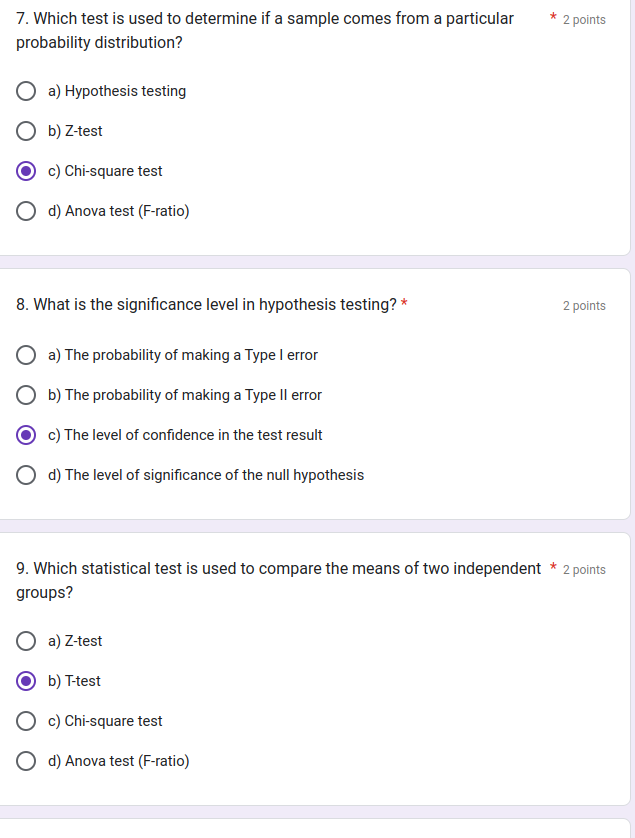 7. Which test is used to determine if a sample comes from a particular * 2 points
probability distribution?
a) Hypothesis testing
b) Z-test
c) Chi-square test
d) Anova test (F-ratio)
8. What is the significance level in hypothesis testing? * 2 points
a) The probability of making a Type I error
b) The probability of making a Type II error
c) The level of confidence in the test result
d) The level of significance of the null hypothesis
9. Which statistical test is used to compare the means of two independent * 2 points
groups?
a) Z-test
b) T-test
c) Chi-square test
d) Anova test (F-ratio)